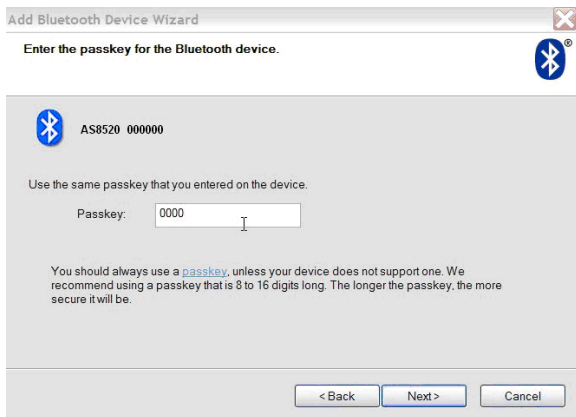 Add Bluetooth Device Wizard
Enter the passkey for the Bluetooth device.
®
AS8520 000000
Use the same passkey that you entered on the device.
Passkey: 0000
You should always use a passkey, unless your device does not support one. We
recommend using a passkey that is 8 to 16 digits long. The longer the passkey, the more
secure it will be.
< Back Next > Cancel